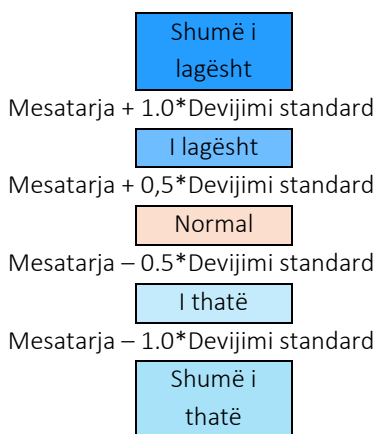 Shumë i
lagësht
Mesatarja + 1.0*Devijimi standard
I lagësht
Mesatarja + 0,5*Devijimi standard
Normal
Mesatarja – 0.5*Devijimi standard
I thatë
Mesatarja – 1.0*Devijimi standard
Shumë i
thatë